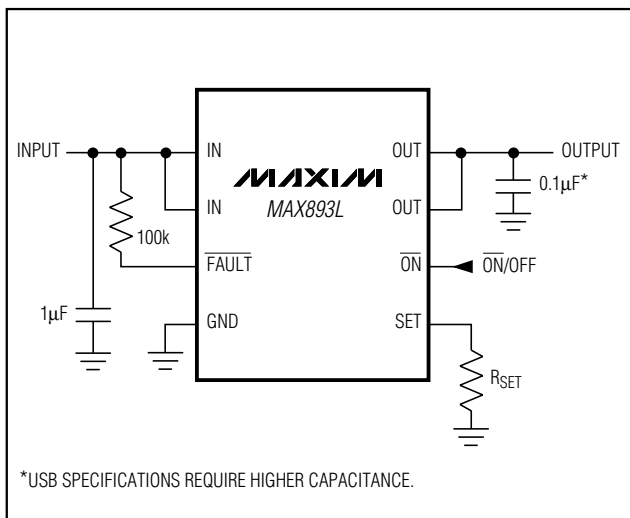 INPUT
IN
OUT
OUTPUT
MAXIM
0.1µF*
IN
MAX893L
OUT
100k
FAULT
ON
ON/OFF
1µF
GND
SET
RSET
*USB SPECIFICATIONS REQUIRE HIGHER CAPACITANCE.